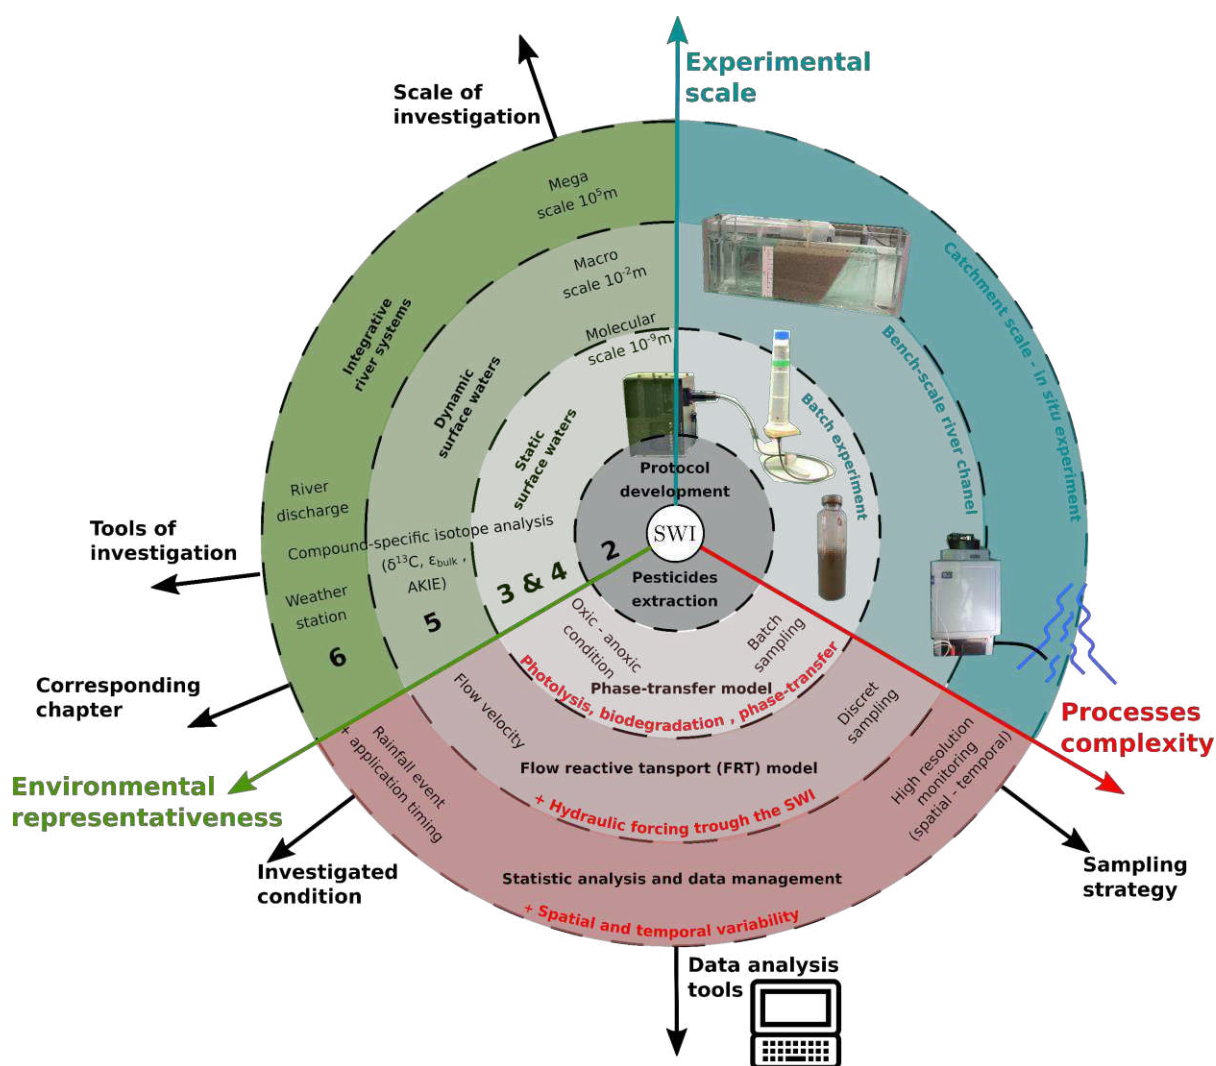 Experimental
scale
Scale of
investigation
Mega
scale 10⁵m
Macro
scale 10⁻²m
Molecular
scale 10⁻⁹m
Integrative
river systems
Dynamic
surface waters
Static
surface waters
Catchment scale - in situ experiment
Bench-scale river chanel
Batch experiment
Protocol
development
SWI
Pesticides
extraction
River
discharge
Compound-specific isotope analysis
(δ¹³C, ε_bulk ,
AKIE)
Weather
station
2
3 & 4
5
6
Tools of
investigation
Corresponding
chapter
Environmental
representativeness
Investigated
condition
Oxic - anoxic
condition
Batch
sampling
Phase-transfer model
Photolysis, biodegradation , phase-transfer
Flow velocity
Discret
sampling
Flow reactive tansport (FRT) model
+ Hydraulic forcing trough the SWI
Rainfall event
+ application timing
High resolution
monitoring
(spatial - temporal)
Statistic analysis and data management
+ Spatial and temporal variability
Processes
complexity
Sampling
strategy
Data analysis
tools